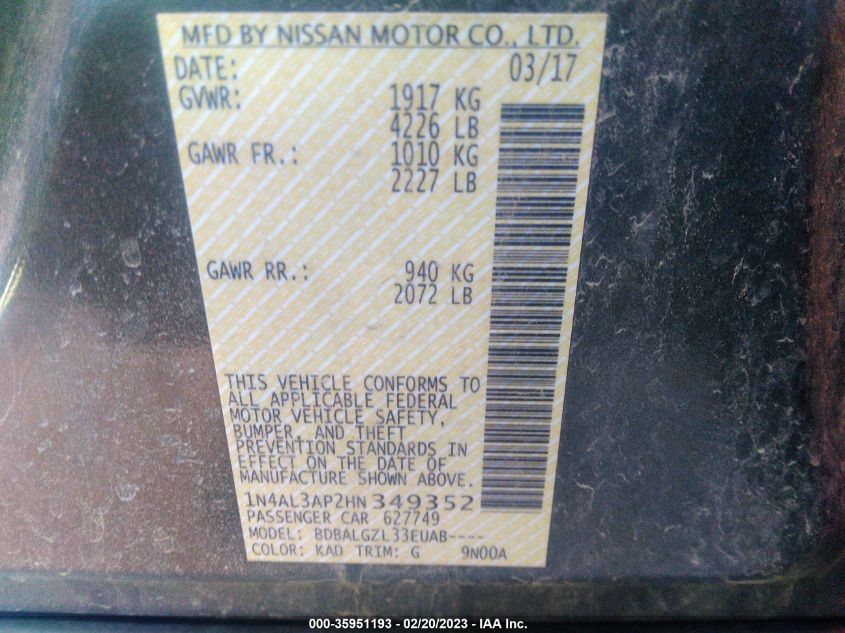 MFD BY NISSAN MOTOR CO., LTD.
DATE: 03/17
GVWR: 1917 KG
4226 LB
GAWR FR.: 1010 KG
2227 LB
GAWR RR.: 940 KG
2072 LB
THIS VEHICLE CONFORMS TO
ALL APPLICABLE FEDERAL
MOTOR VEHICLE SAFETY,
BUMPER, AND THEFT
PREVENTION STANDARDS IN
EFFECT ON THE DATE OF
MANUFACTURE SHOWN ABOVE.
1N4AL3AP2HN349352
PASSENGER CAR 627749
MODEL: BDBALGZL33EUAB----
COLOR: KAD TRIM: G 9N00A
000-35951193 — 02/20/2023 — IAA Inc.